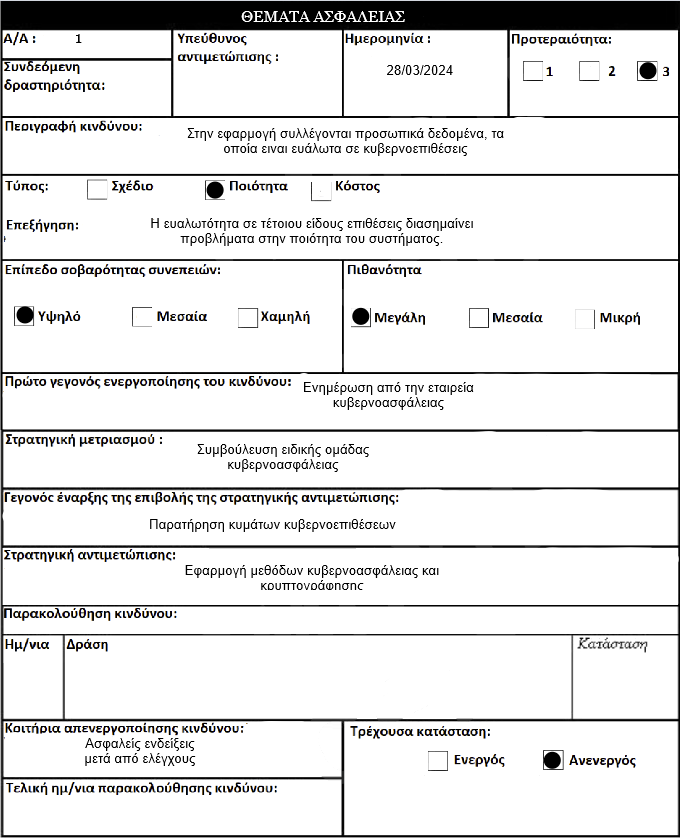 ΘΕΜΑΤΑ ΑΣΦΑΛΕΙΑΣ
Α/Α : 1
Υπεύθυνος
αντιμετώπισης :
Ημερομηνία :
28/03/2024
Προτεραιότητα:
1 2 3
Συνδεόμενη
δραστηριότητα:
Περιγραφή κινδύνου:
Στην εφαρμογή συλλέγονται προσωπικά δεδομένα, τα
οποία ειναι ευάλωτα σε κυβερνοεπιθέσεις
Τύπος: Σχέδιο Ποιότητα Κόστος
Επεξήγηση:
Η ευαλωτότητα σε τέτοιου είδους επιθέσεις διασημαίνει
προβλήματα στην ποιότητα του συστήματος.
Επίπεδο σοβαρότητας συνεπειών:
Υψηλό Μεσαία Χαμηλή
Πιθανότητα
Μεγάλη Μεσαία Μικρή
Πρώτο γεγονός ενεργοποίησης του κινδύνου:
Ενημέρωση από την εταιρεία
κυβερνοασφάλειας
Στρατηγική μετριασμού :
Συμβούλευση ειδικής ομάδας
κυβερνοασφάλειας
Γεγονός έναρξης της επιβολής της στρατηγικής αντιμετώπισης:
Παρατήρηση κυμάτων κυβερνοεπιθέσεων
Στρατηγική αντιμετώπισης:
Εφαρμογή μεθόδων κυβερνοασφάλειας και
κρυπτογράφησης
Παρακολούθηση κινδύνου:
Ημ/νια Δράση Κατάσταση
Κριτήρια απενεργοποίησης κινδύνου:
Ασφαλείς ενδείξεις
μετά από ελέγχους
Τελική ημ/νια παρακολούθησης κινδύνου:
Τρέχουσα κατάσταση:
Ενεργός Ανενεργός